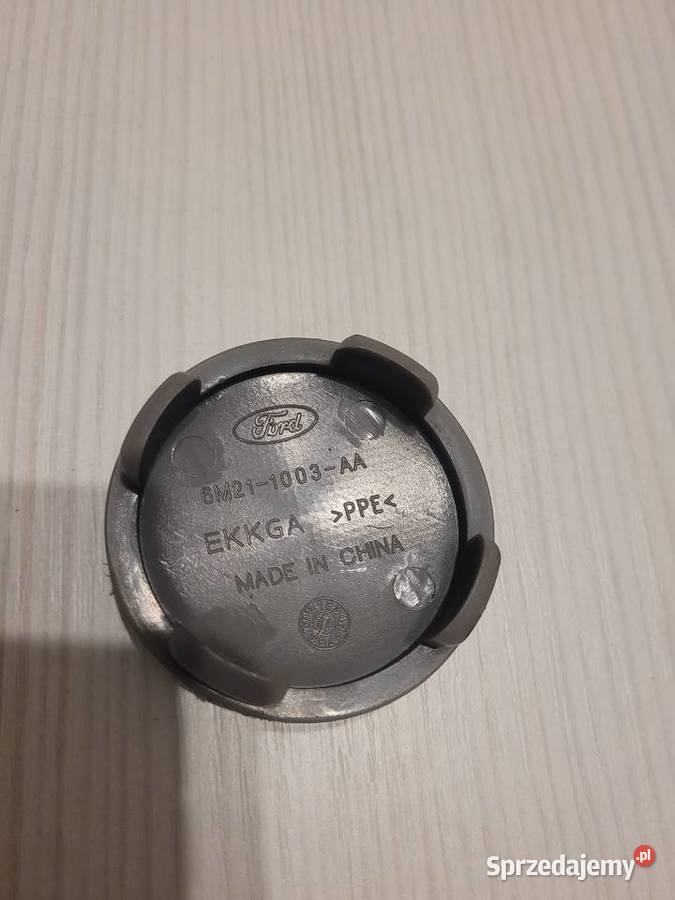 Ford
6M21-1003-AA
EKKGA >PPE<
MADE IN CHINA
Sprzedajemy.pl